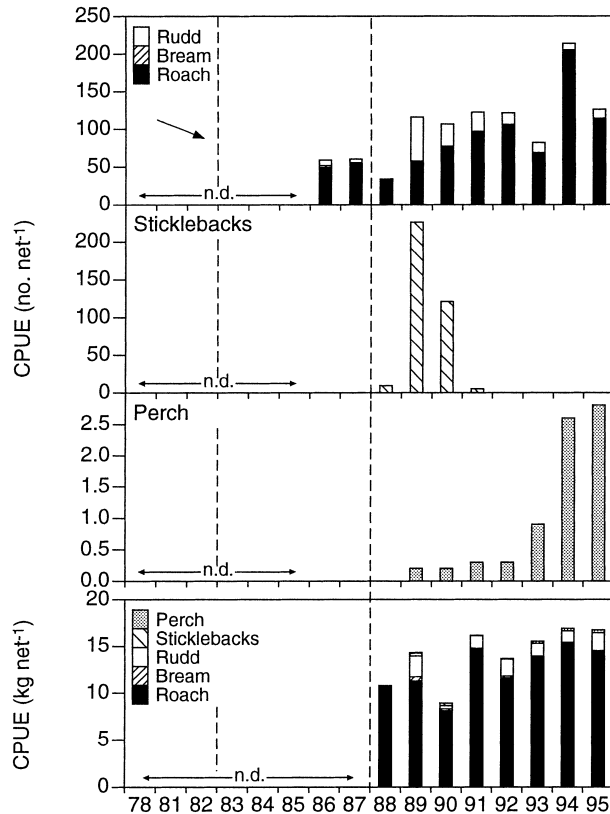 250
200
150
100
50
0
Rudd
Bream
Roach
n.d.
CPUE (no. net-1)
Sticklebacks
200
150
100
50
0
n.d.
Perch
2.5
2.0
1.5
1.0
0.5
0.0
n.d.
CPUE (kg net-1)
20
15
10
5
0
Perch
Sticklebacks
Rudd
Bream
Roach
n.d.
78 81 82 83 84 85 86 87 88 89 90 91 92 93 94 95